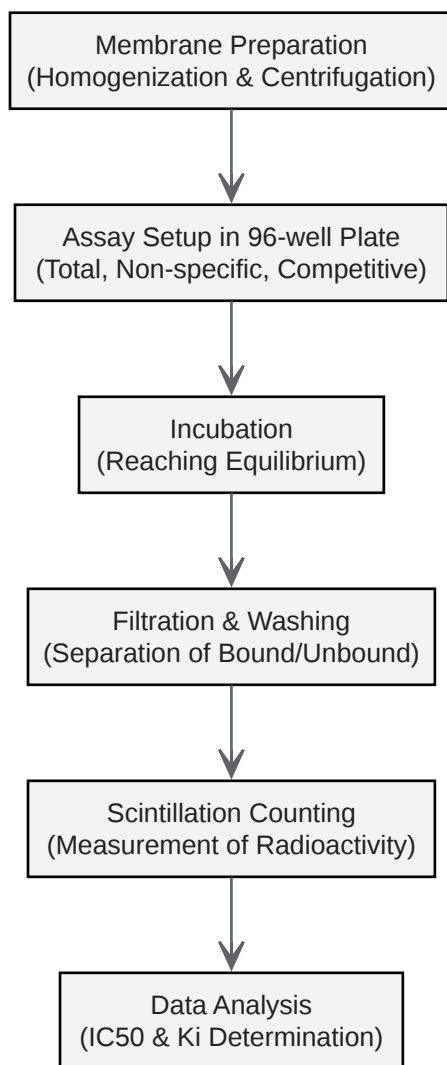 Membrane Preparation
(Homogenization & Centrifugation)
Assay Setup in 96-well Plate
(Total, Non-specific, Competitive)
Incubation
(Reaching Equilibrium)
Filtration & Washing
(Separation of Bound/Unbound)
Scintillation Counting
(Measurement of Radioactivity)
Data Analysis
(IC50 & Ki Determination)